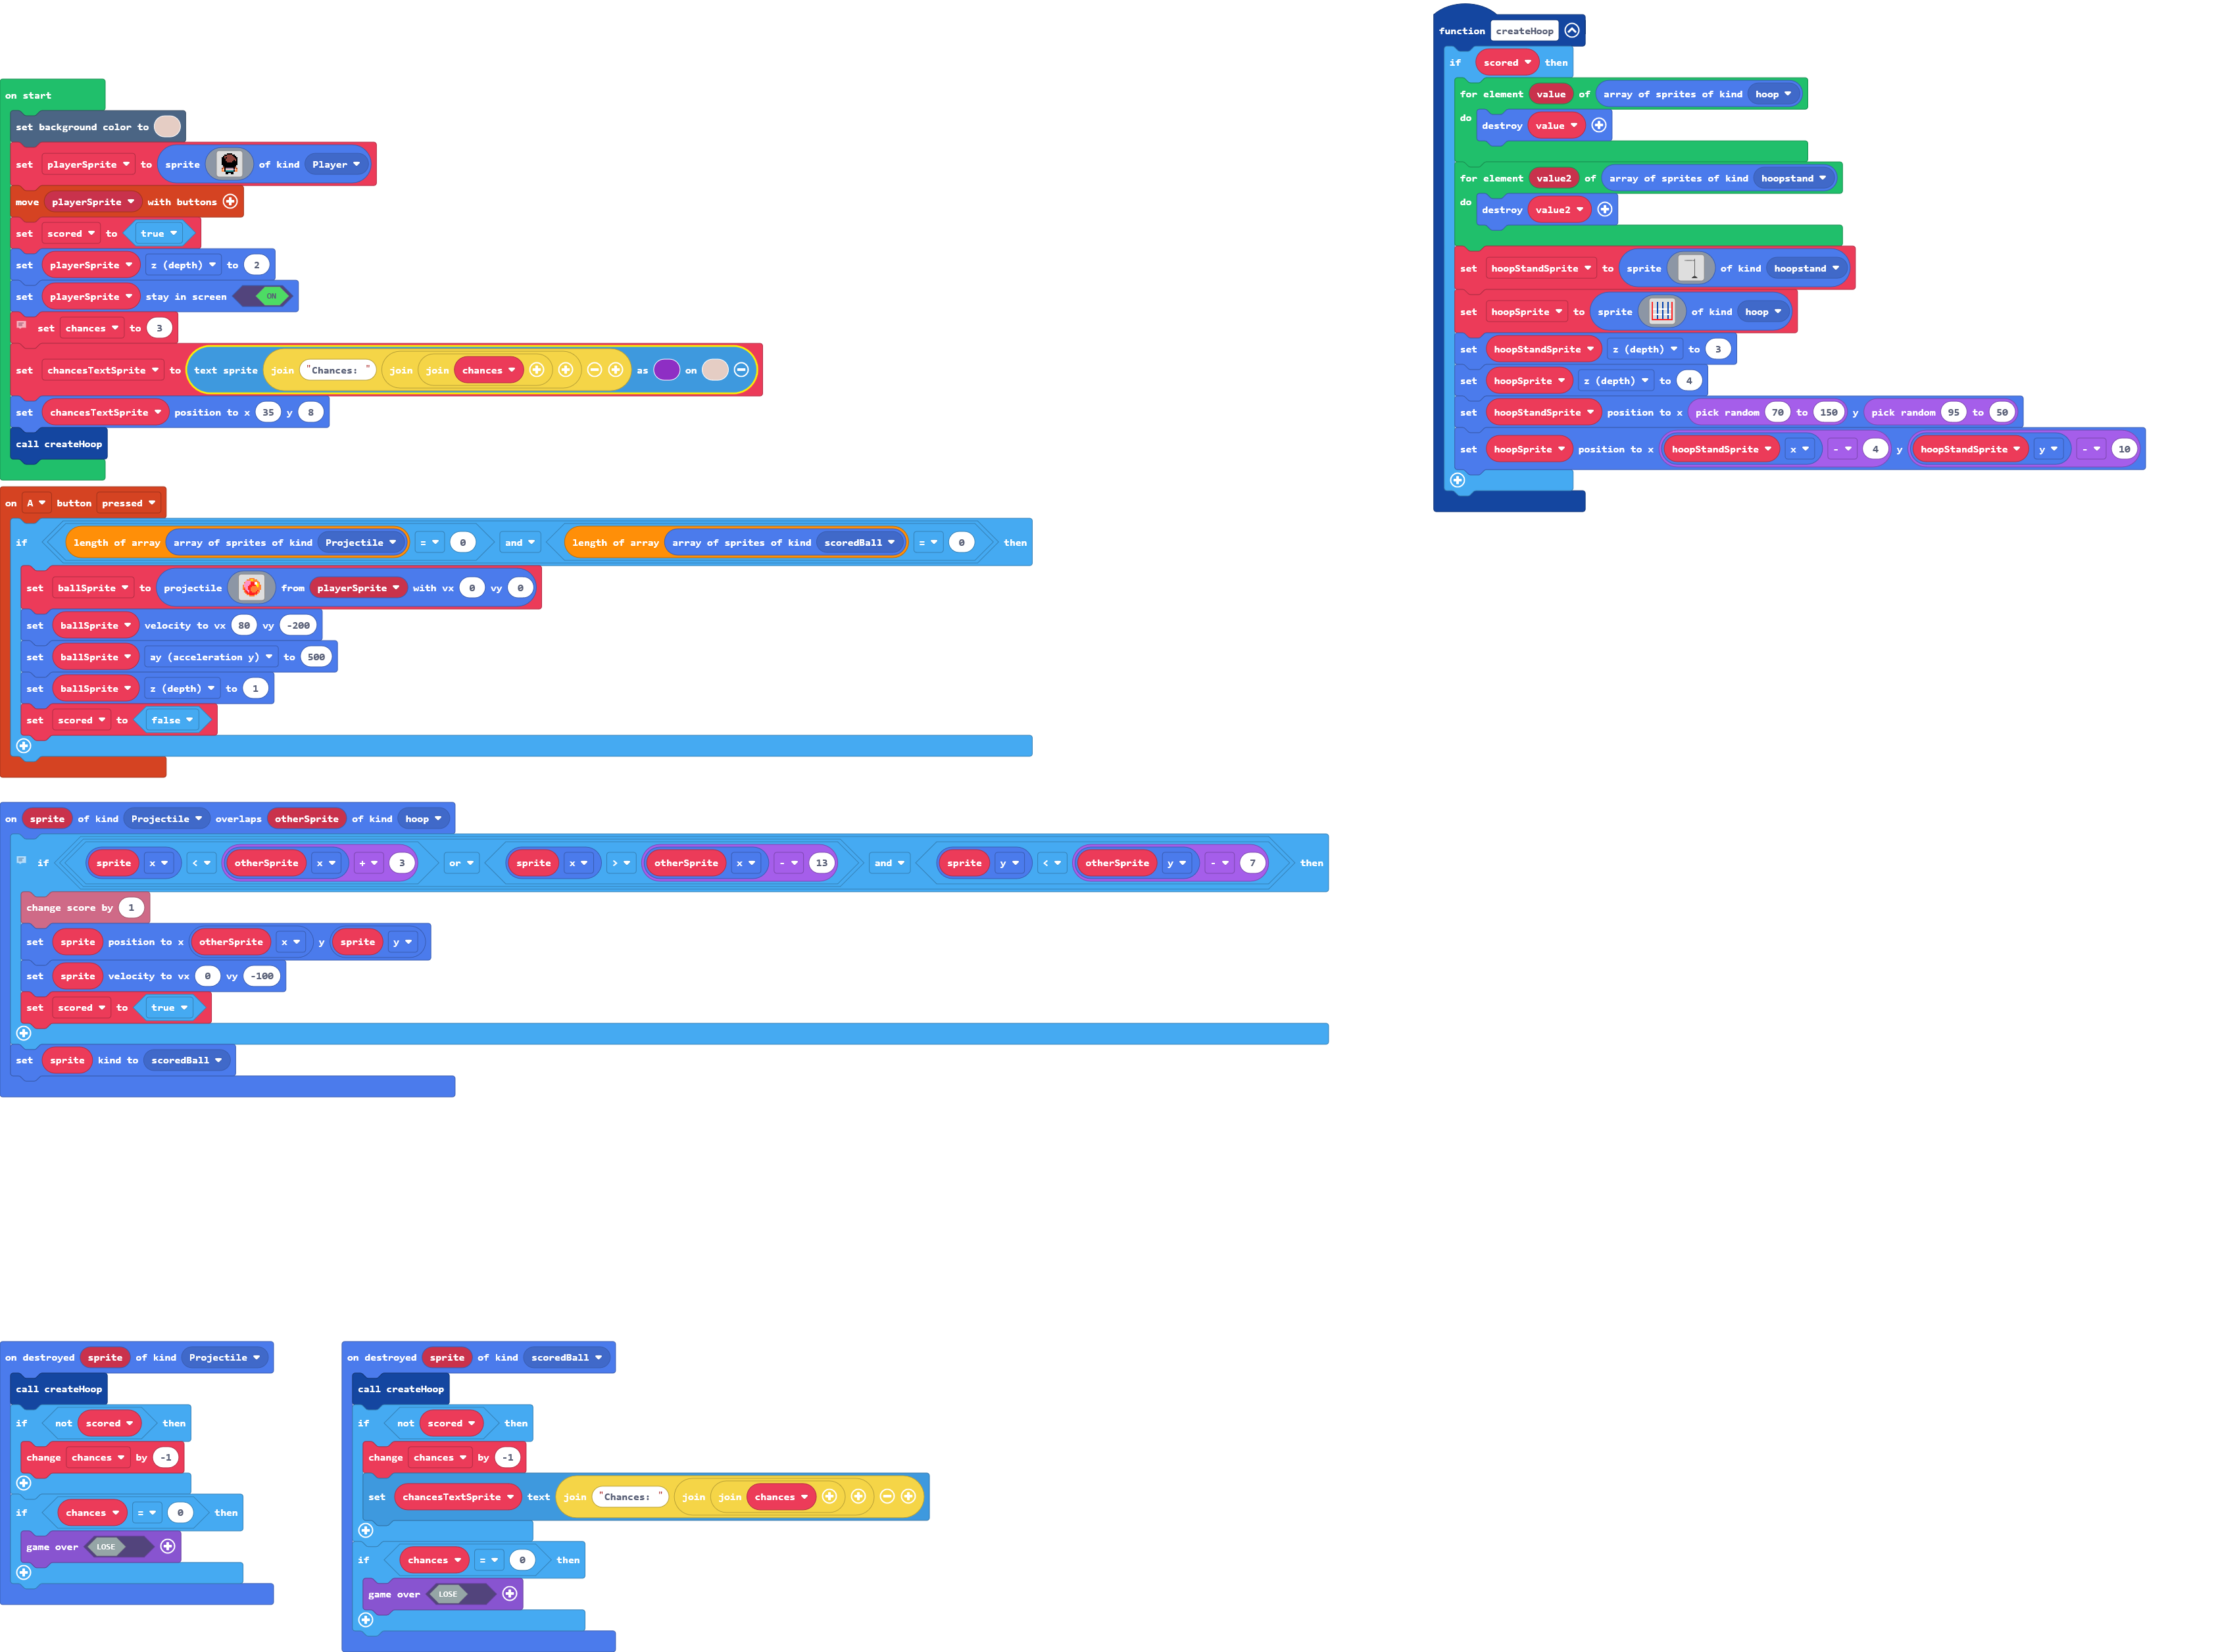 on start
set background color to
set playerSprite to sprite of kind Player
move playerSprite with buttons
set scored to true
set playerSprite z (depth) to 2
set playerSprite stay in screen ON
set chances to 3
set chancesTextSprite to text sprite join "Chances: " join join chances as on
set chancesTextSprite position to x 35 y 8
call createHoop
on A button pressed
if length of array array of sprites of kind Projectile = 0 and length of array array of sprites of kind scoredBall = 0 then
set ballSprite to projectile from playerSprite with vx 0 vy 0
set ballSprite velocity to vx 80 vy -200
set ballSprite ay (acceleration y) to 500
set ballSprite z (depth) to 1
set scored to false
on sprite of kind Projectile overlaps otherSprite of kind hoop
if sprite x < otherSprite x + 3 or sprite x > otherSprite x - 13 and sprite y < otherSprite y - 7 then
change score by 1
set sprite position to x otherSprite x y sprite y
set sprite velocity to vx 0 vy -100
set scored to true
set sprite kind to scoredBall
on destroyed sprite of kind Projectile
call createHoop
if not scored then
change chances by -1
if chances = 0 then
game over LOSE
on destroyed sprite of kind scoredBall
call createHoop
if not scored then
change chances by -1
set chancesTextSprite text join "Chances: " join join chances
if chances = 0 then
game over LOSE
function createHoop
if scored then
for element value of array of sprites of kind hoop
do destroy value
for element value2 of array of sprites of kind hoopstand
do destroy value2
set hoopStandSprite to sprite of kind hoopstand
set hoopSprite to sprite of kind hoop
set hoopStandSprite z (depth) to 3
set hoopSprite z (depth) to 4
set hoopStandSprite position to x pick random 70 to 150 y pick random 95 to 50
set hoopSprite position to x hoopStandSprite x - 4 y hoopStandSprite y - 10